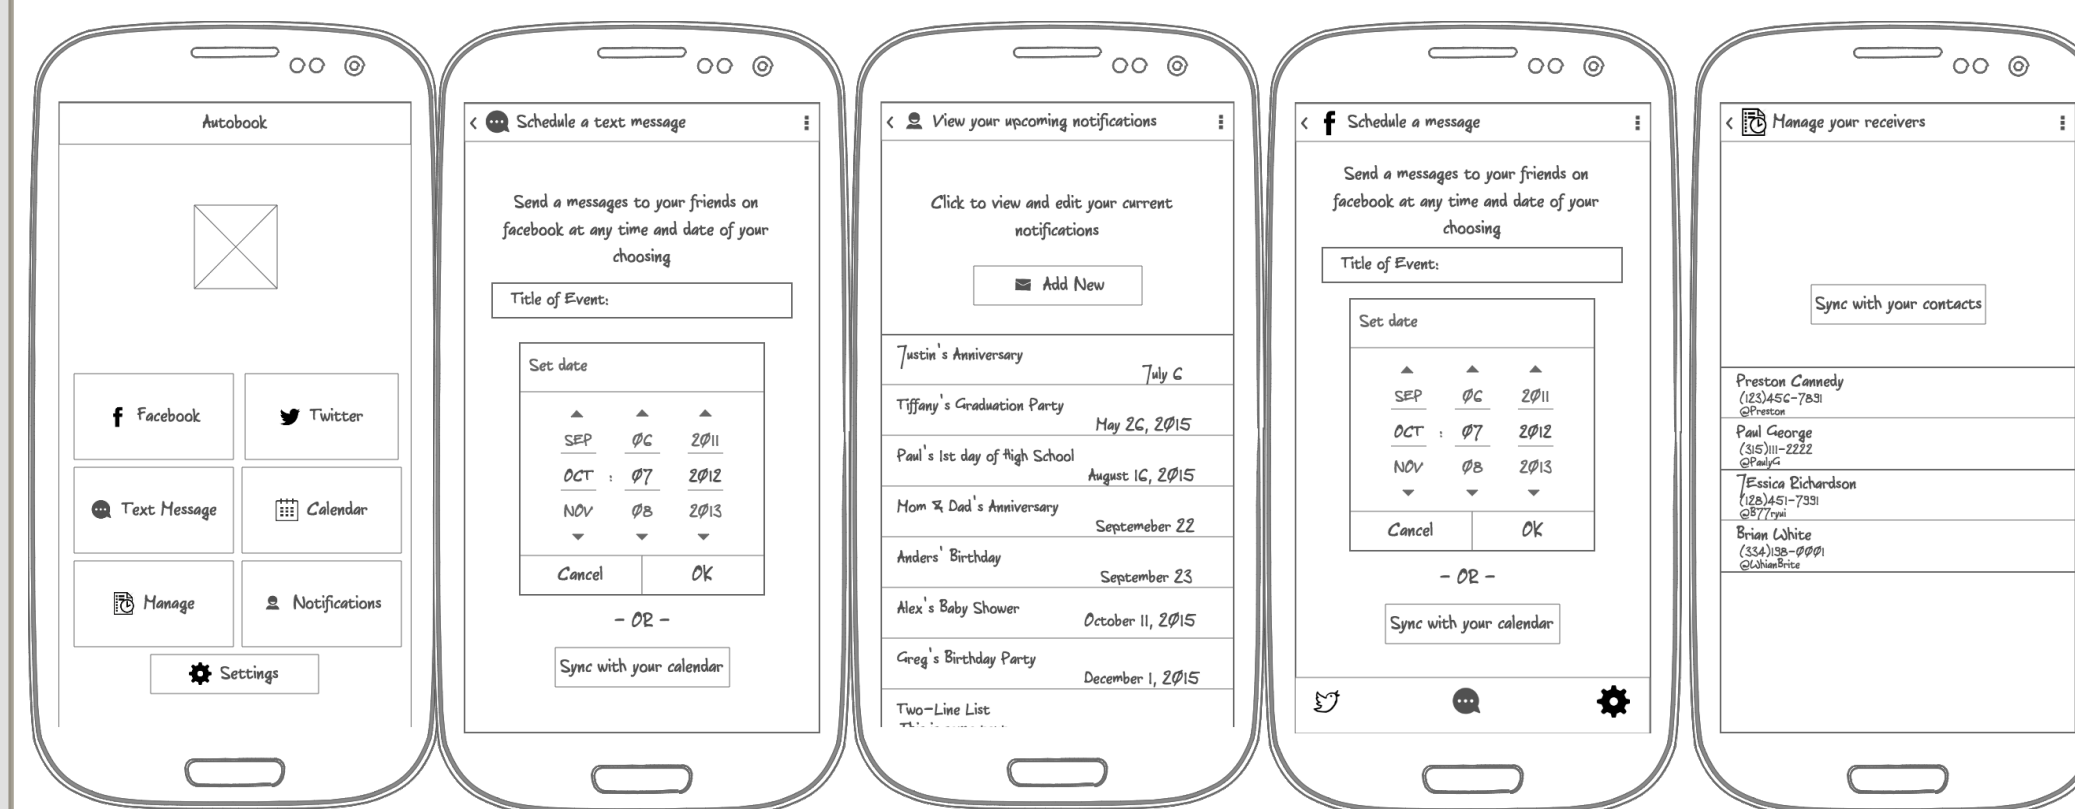 Autobook
Facebook
Twitter
Text Message
Calendar
Manage
Notifications
Settings
Schedule a text message
Send a messages to your friends on
facebook at any time and date of your
choosing
Title of Event:
Set date
SEP 06 2011
OCT : 07 2012
NOV 08 2013
Cancel OK
- OR -
Sync with your calendar
View your upcoming notifications
Click to view and edit your current
notifications
Add New
Justin's Anniversary
July 6
Tiffany's Graduation Party
May 26, 2015
Paul's 1st day of High School
August 16, 2015
Mom & Dad's Anniversary
Septemeber 22
Anders' Birthday
September 23
Alex's Baby Shower
October 11, 2015
Greg's Birthday Party
December 1, 2015
Two-Line List
Schedule a message
Send a messages to your friends on
facebook at any time and date of your
choosing
Title of Event:
Set date
SEP 06 2011
OCT : 07 2012
NOV 08 2013
Cancel OK
- OR -
Sync with your calendar
Manage your receivers
Sync with your contacts
Preston Cannedy
(123)456-7891
@Preston
Paul George
(315)111-2222
@PaulyG
JEssica Richardson
(128)451-7991
@B77ryui
Brian White
(334)198-0001
@WhianBrite